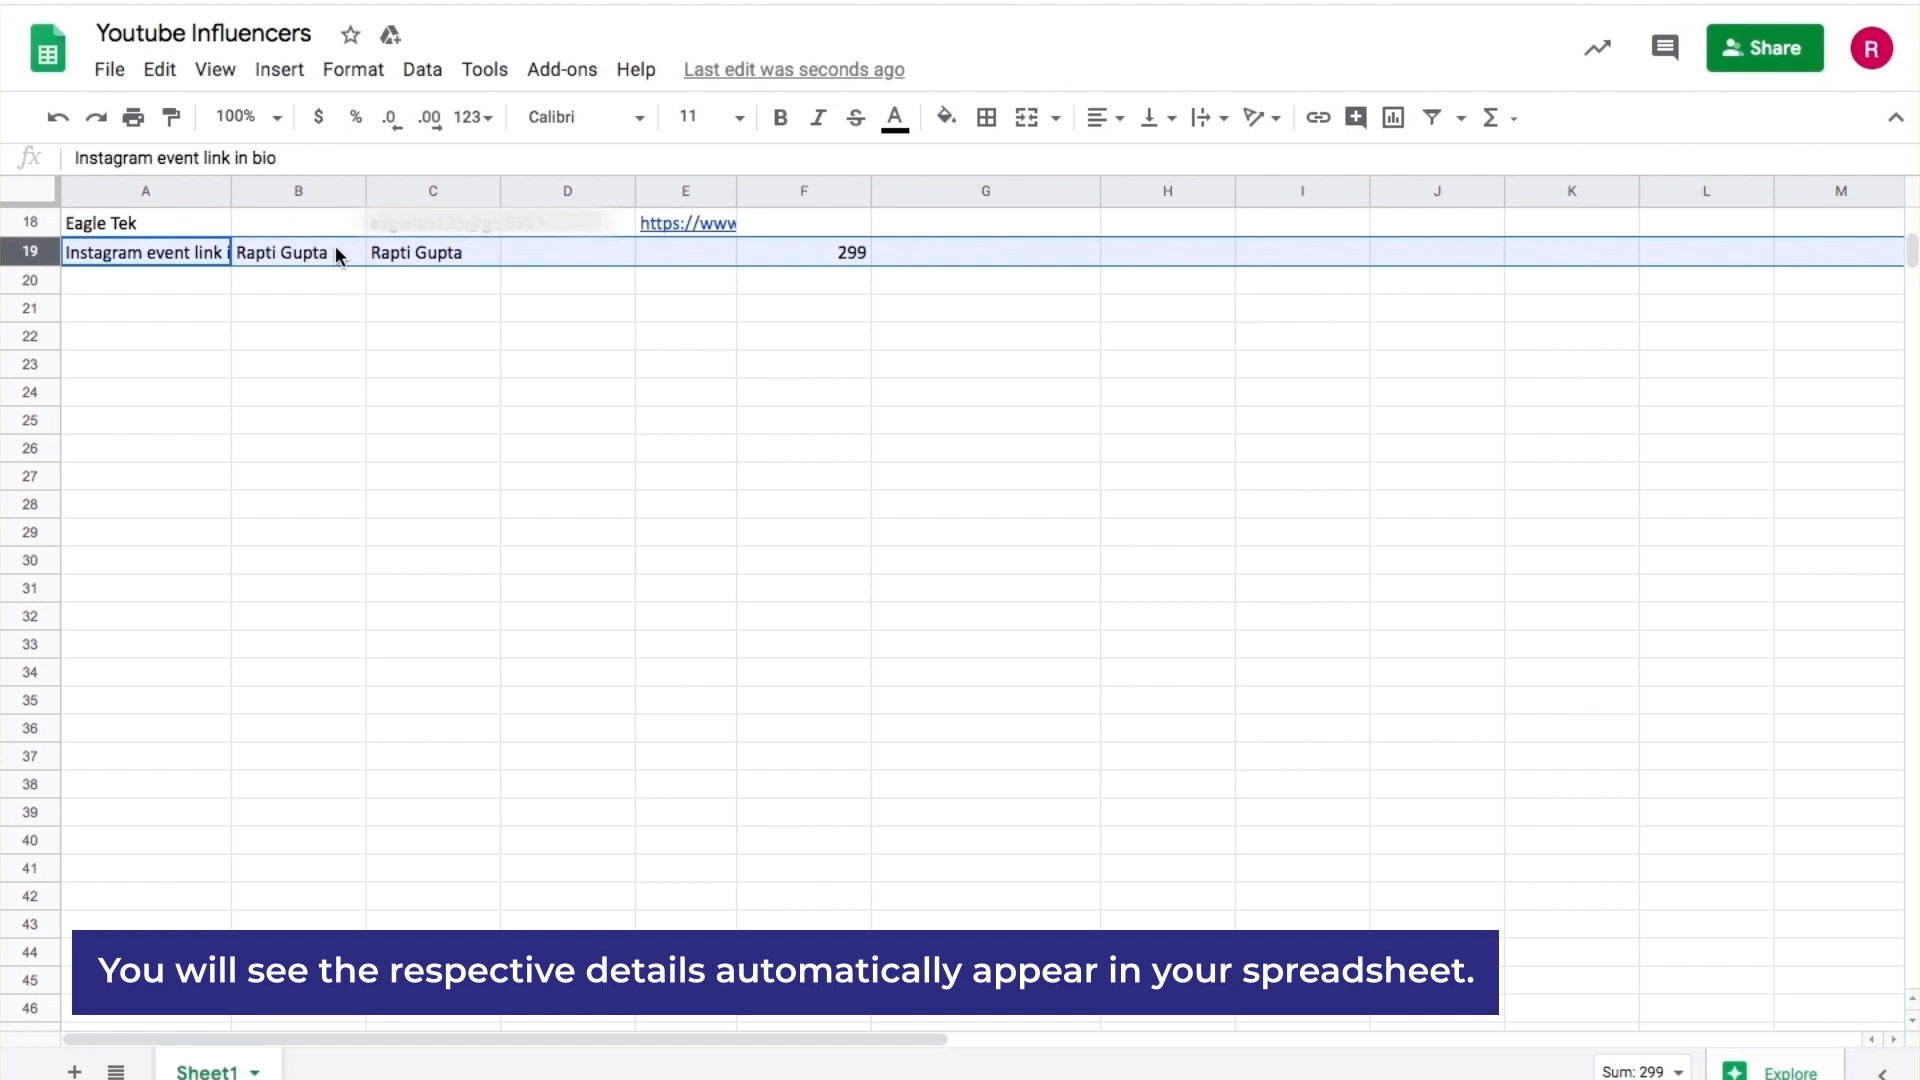 Youtube Influencers
File Edit View Insert Format Data Tools Add-ons Help Last edit was seconds ago
Share
R
100% $ % .0 .00 123 Calibri 11 B I S A
fx Instagram event link in bio
A B C D E F G H I J K L M
18 Eagle Tek https://www
19 Instagram event link i Rapti Gupta Rapti Gupta 299
20
21
22
23
24
25
26
27
28
29
30
31
32
33
34
35
36
37
38
39
40
41
42
43
44
45
46
You will see the respective details automatically appear in your spreadsheet.
Sheet1 Sum: 299 Explore